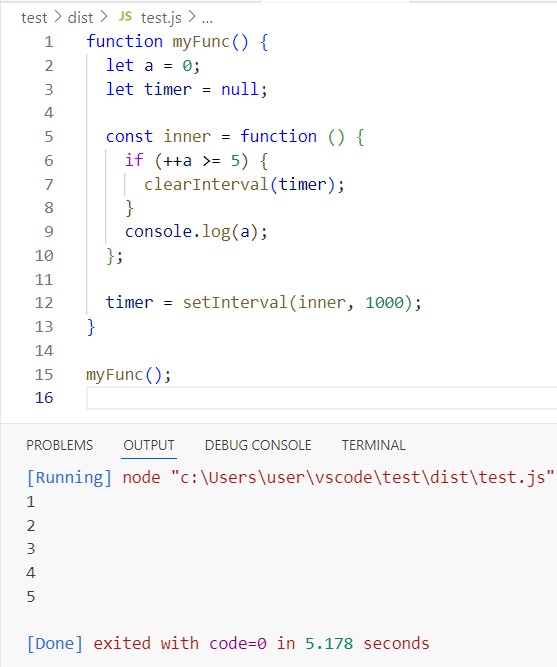 test > dist > JS test.js > ...
1 function myFunc() {
2 let a = 0;
3 let timer = null;
4
5 const inner = function () {
6 if (++a >= 5) {
7 clearInterval(timer);
8 }
9 console.log(a);
10 };
11
12 timer = setInterval(inner, 1000);
13 }
14
15 myFunc();
16
PROBLEMS OUTPUT DEBUG CONSOLE TERMINAL
[Running] node "c:\Users\user\vscode\test\dist\test.js"
1
2
3
4
5
[Done] exited with code=0 in 5.178 seconds